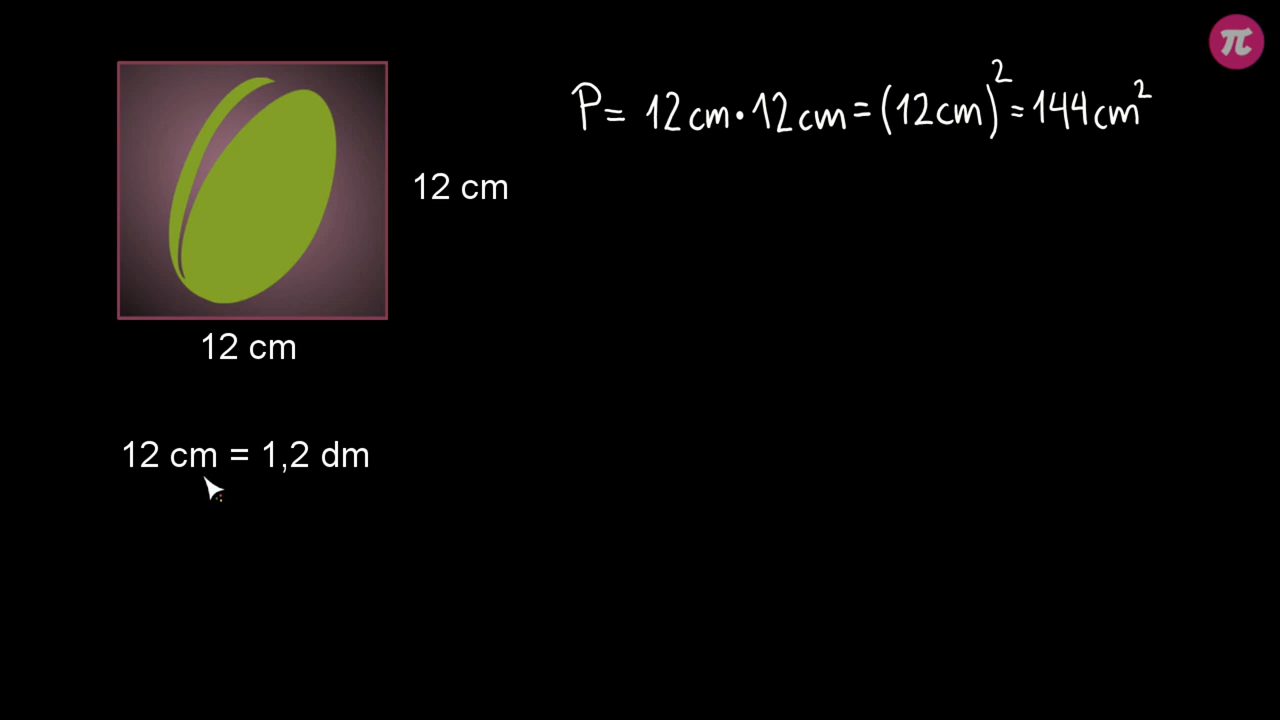 π
P = 12 cm · 12 cm = (12 cm)² = 144 cm²
12 cm
12 cm
12 cm = 1,2 dm